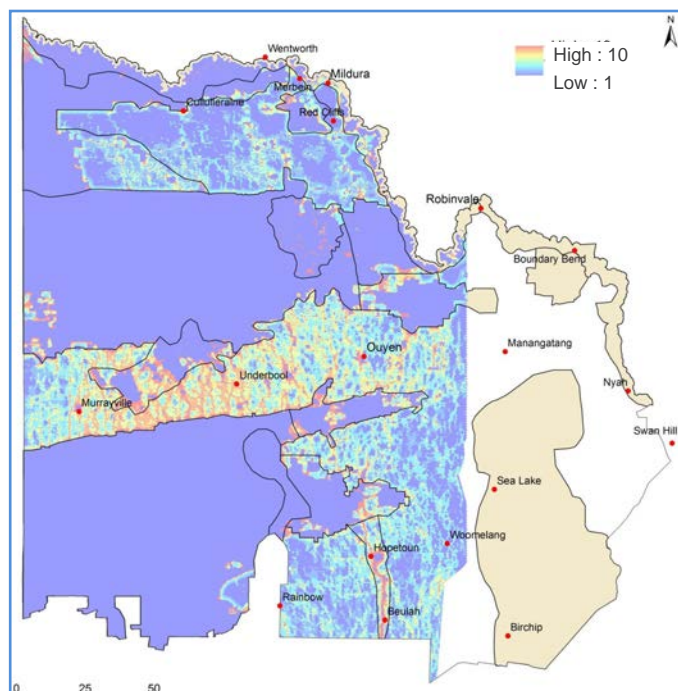 N
High : 10
Low : 1
Wentworth
Merbein
Mildura
Cullulleraine
Red Cliffs
Robinvale
Boundary Bend
Manangatang
Ouyen
Underbool
Nyah
Murrayville
Swan Hill
Sea Lake
Woomelang
Hopetoun
Rainbow
Beulah
Birchip
0 25 50